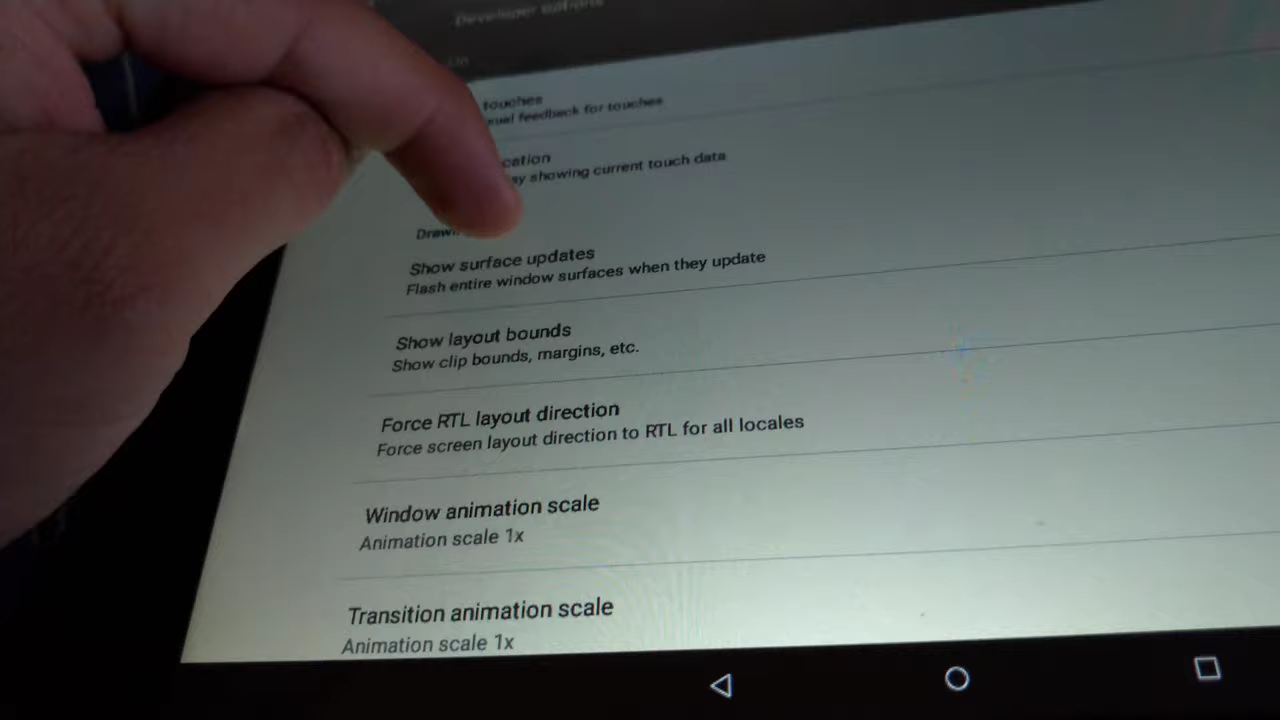 Developer options
touches
feedback for touches
showing current touch data
Show surface updates
Flash entire window surfaces when they update
Show layout bounds
Show clip bounds, margins, etc.
Force RTL layout direction
Force screen layout direction to RTL for all locales
Window animation scale
Animation scale 1x
Transition animation scale
Animation scale 1x